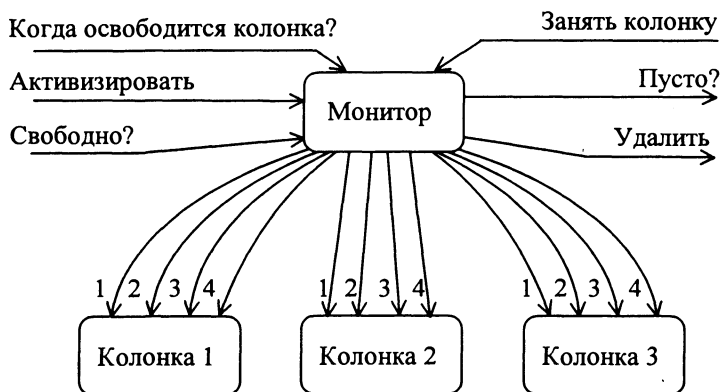 Когда освободится колонка?
Занять колонку
Активизировать
Пусто?
Монитор
Свободно?
Удалить
1 2 3 4
1 2 3 4
1 2 3 4
Колонка 1
Колонка 2
Колонка 3